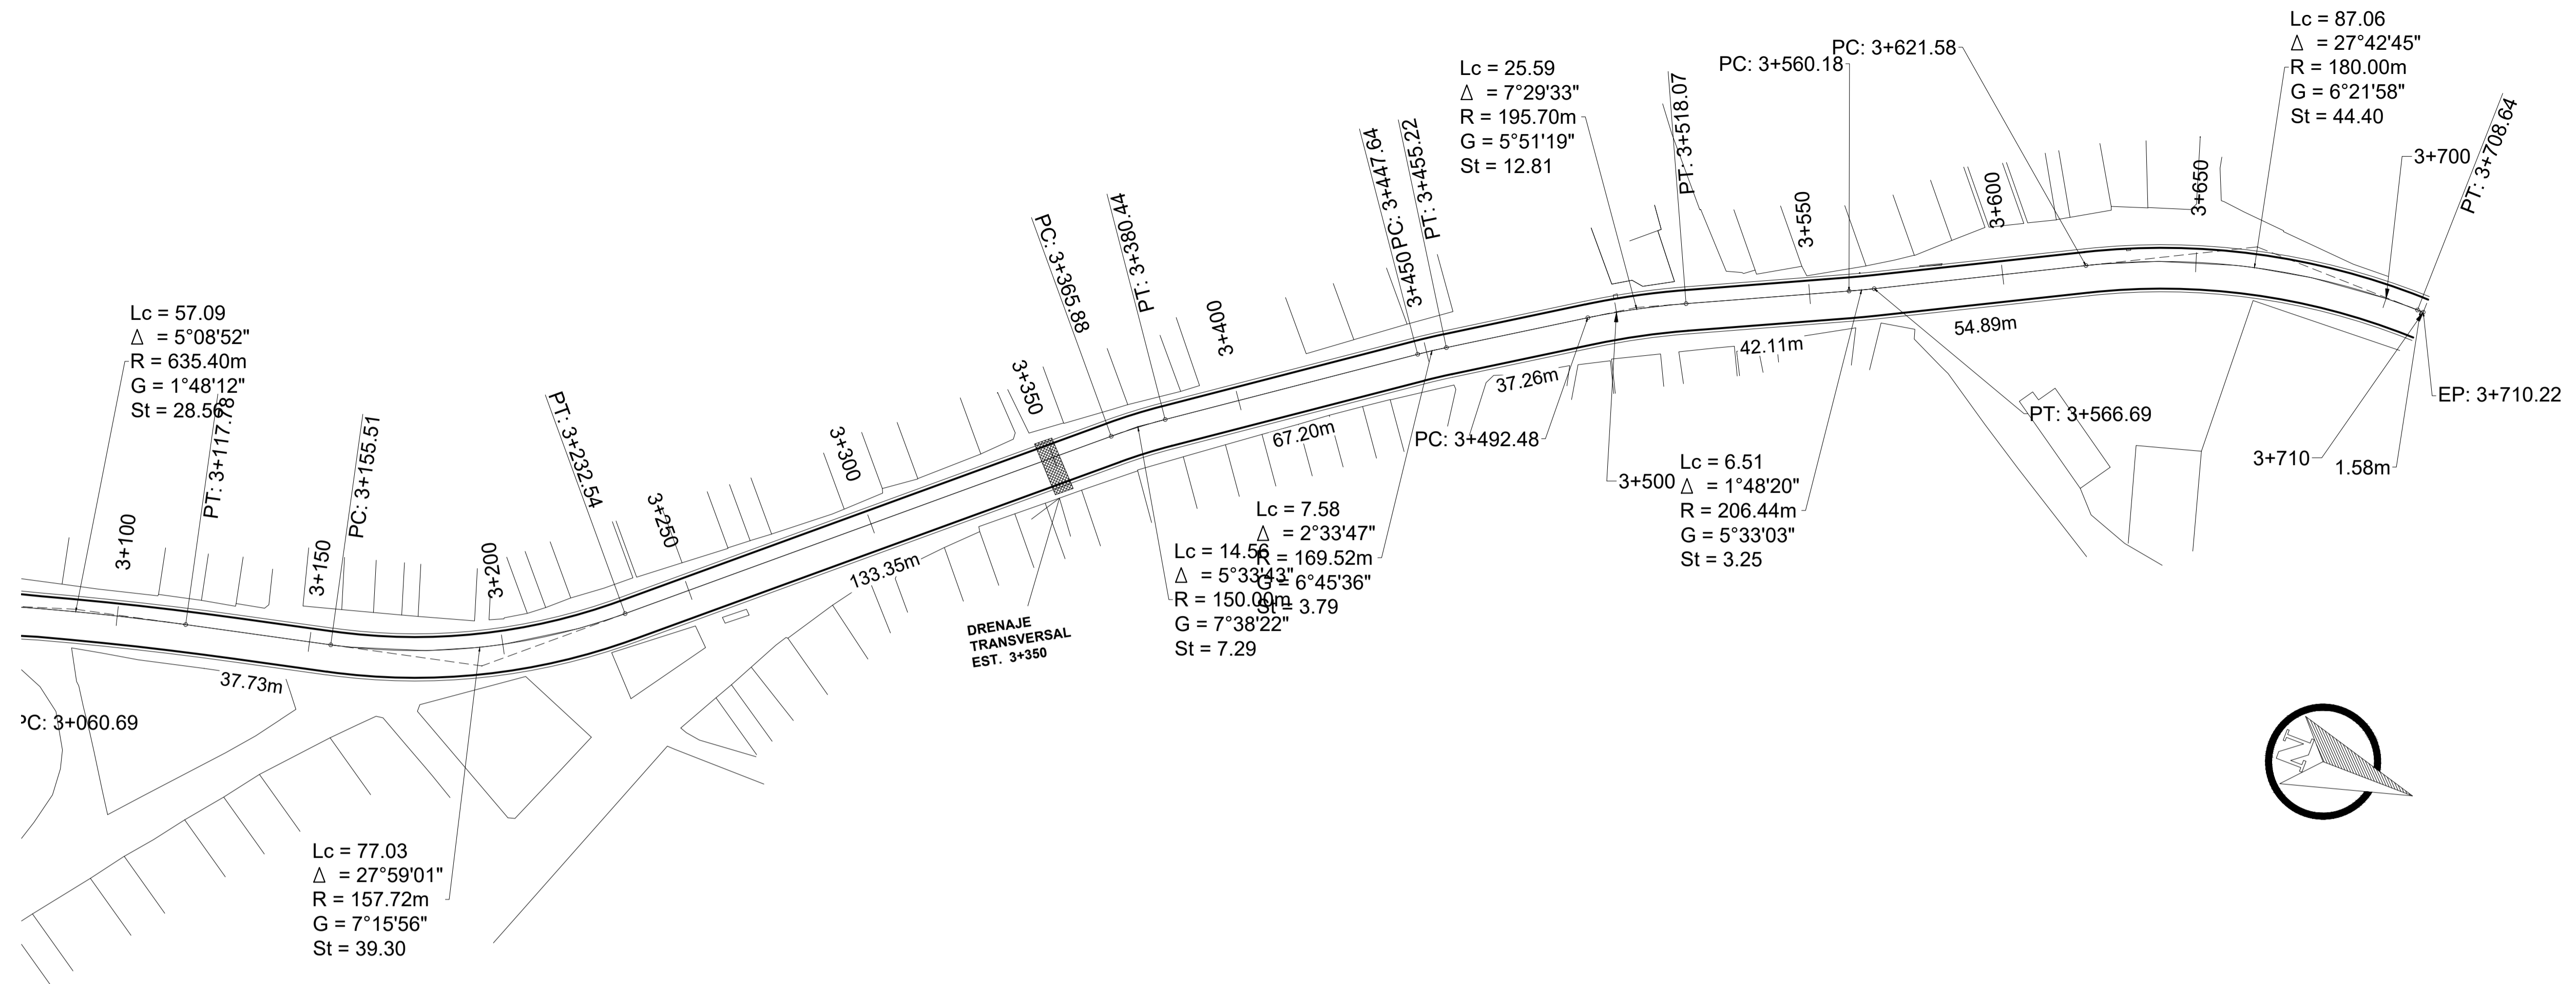 Lc = 87.06
Δ = 27°42'45"
R = 180.00m
G = 6°21'58"
St = 44.40
PC: 3+621.58
PC: 3+560.18
Lc = 25.59
Δ = 7°29'33"
R = 195.70m
G = 5°51'19"
St = 12.81
PT: 3+518.07
PT: 3+708.64
3+700
3+650
3+600
3+550
3+450
PC: 3+447.64
PT: 3+455.22
PT: 3+380.44
PC: 3+365.88
3+400
3+350
Lc = 57.09
Δ = 5°08'52"
R = 635.40m
G = 1°48'12"
St = 28.56
PT: 3+117.78
PC: 3+155.51
PT: 3+232.54
3+300
3+250
3+100
3+150
3+200
54.89m
42.11m
37.26m
67.20m
133.35m
37.73m
PC: 3+492.48
PT: 3+566.69
EP: 3+710.22
3+710
1.58m
3+500
Lc = 6.51
Δ = 1°48'20"
R = 206.44m
G = 5°33'03"
St = 3.25
Lc = 7.58
Δ = 2°33'47"
R = 169.52m
G = 6°45'36"
St = 3.79
Lc = 14.56
Δ = 5°33'43"
R = 150.00m
G = 7°38'22"
St = 7.29
DRENAJE
TRANSVERSAL
EST. 3+350
PC: 3+060.69
Lc = 77.03
Δ = 27°59'01"
R = 157.72m
G = 7°15'56"
St = 39.30
N